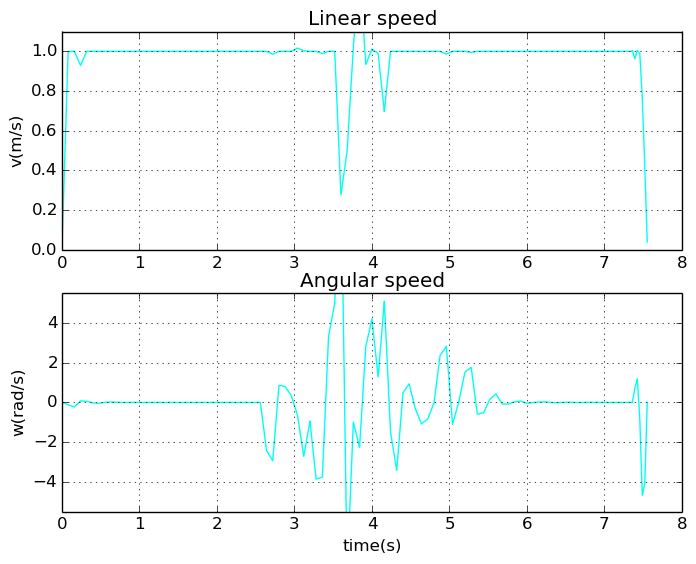 Linear speed
1.0
0.8
0.6
0.4
0.2
0.0
v(m/s)
0 1 2 3 4 5 6 7 8
Angular speed
4
2
0
−2
−4
w(rad/s)
0 1 2 3 4 5 6 7 8
time(s)